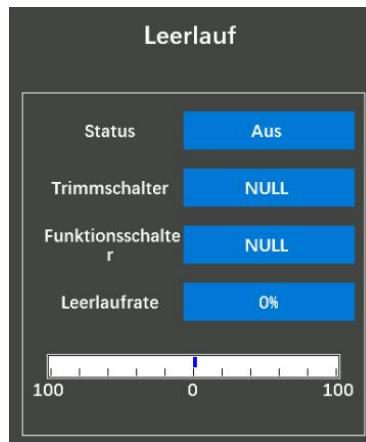 Leerlauf
Status Aus
Trimmschalter NULL
Funktionsschalte
r NULL
Leerlaufrate 0%
100 0 100